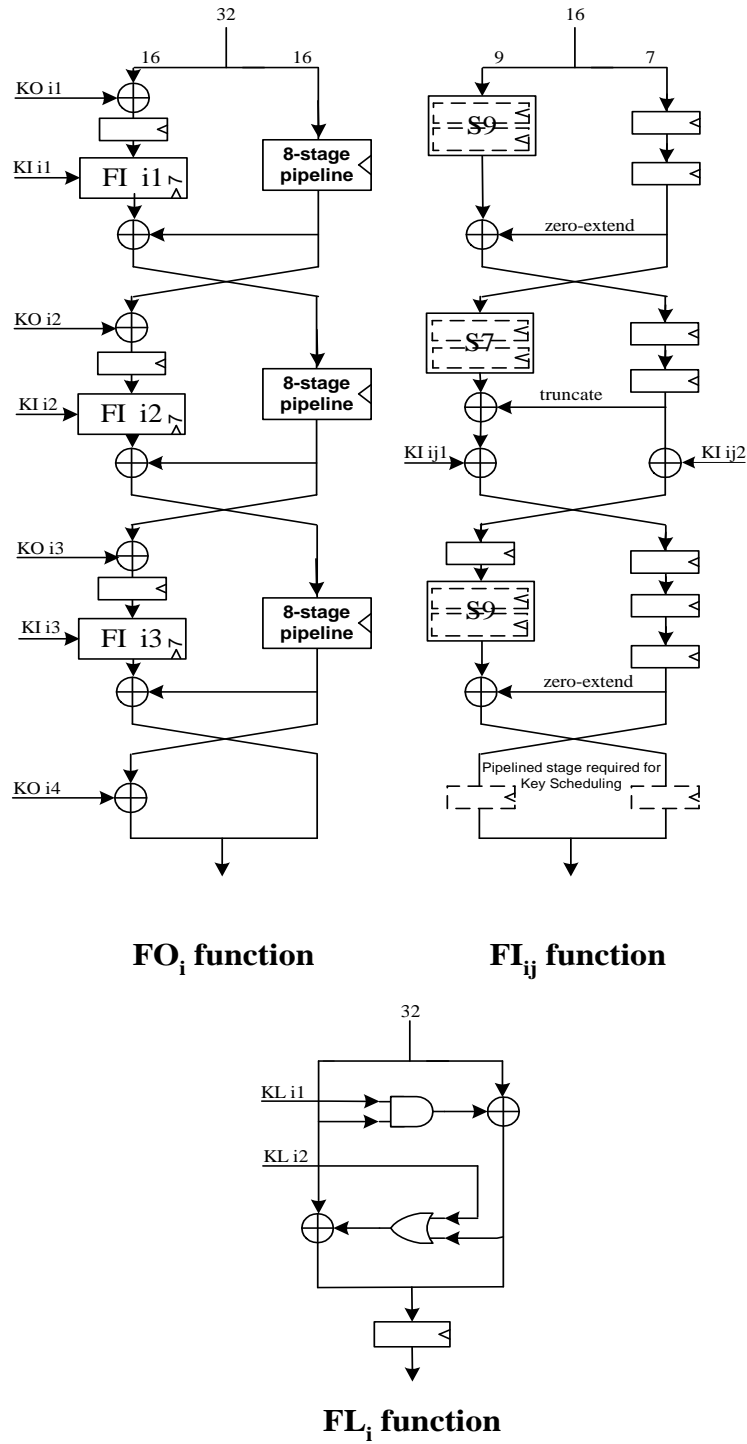 32
16
16
KO i1
KI i1
FI i1
7
8-stage
pipeline
KO i2
KI i2
FI i2
7
8-stage
pipeline
KO i3
KI i3
FI i3
7
8-stage
pipeline
KO i4
FOi function
16
9
7
S9
zero-extend
S7
truncate
KI ij1
KI ij2
S9
zero-extend
Pipelined stage required for
Key Scheduling
FIij function
32
KL i1
KL i2
FLi function